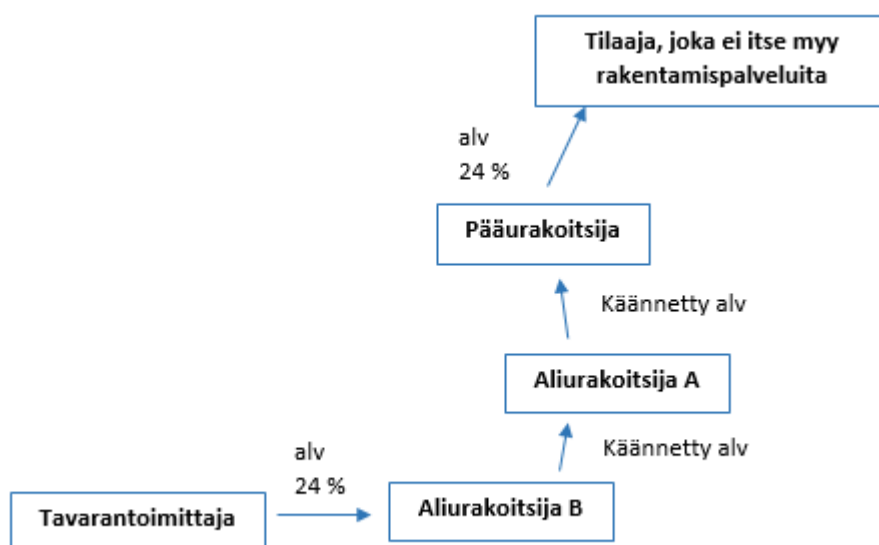 Tilaaja, joka ei itse myy
rakentamispalveluita
alv
24 %
Pääurakoitsija
Käännetty alv
Aliurakoitsija A
Käännetty alv
alv
24 %
Tavarantoimittaja
Aliurakoitsija B